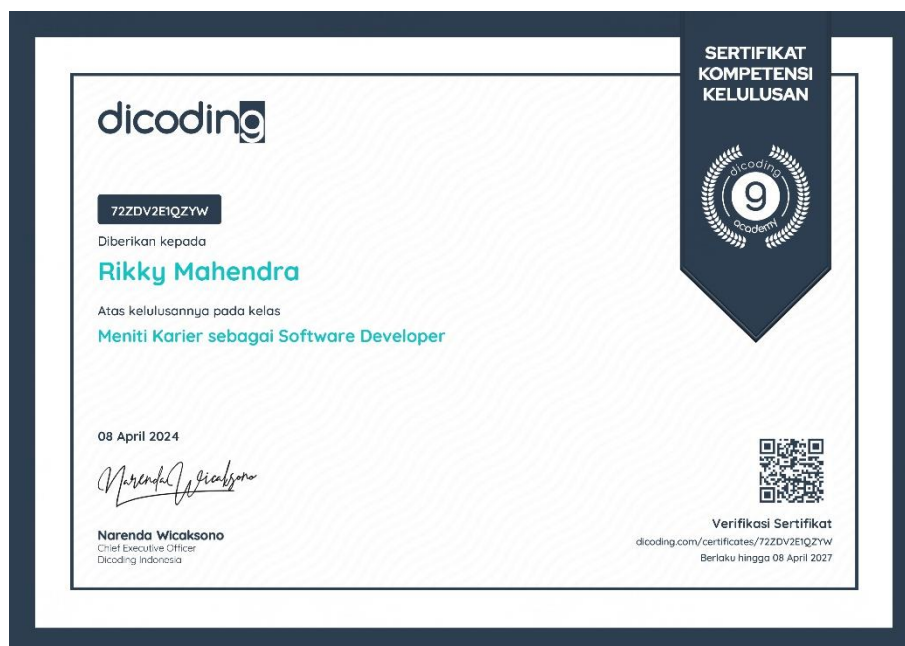 SERTIFIKAT
KOMPETENSI
KELULUSAN
dicoding
dicoding
9
academy
72ZDV2E1QZYW
Diberikan kepada
Rikky Mahendra
Atas kelulusannya pada kelas
Meniti Karier sebagai Software Developer
08 April 2024
Narenda Wicaksono
Narenda Wicaksono
Chief Executive Officer
Dicoding Indonesia
Verifikasi Sertifikat
dicoding.com/certificates/72ZDV2E1QZYW
Berlaku hingga 08 April 2027